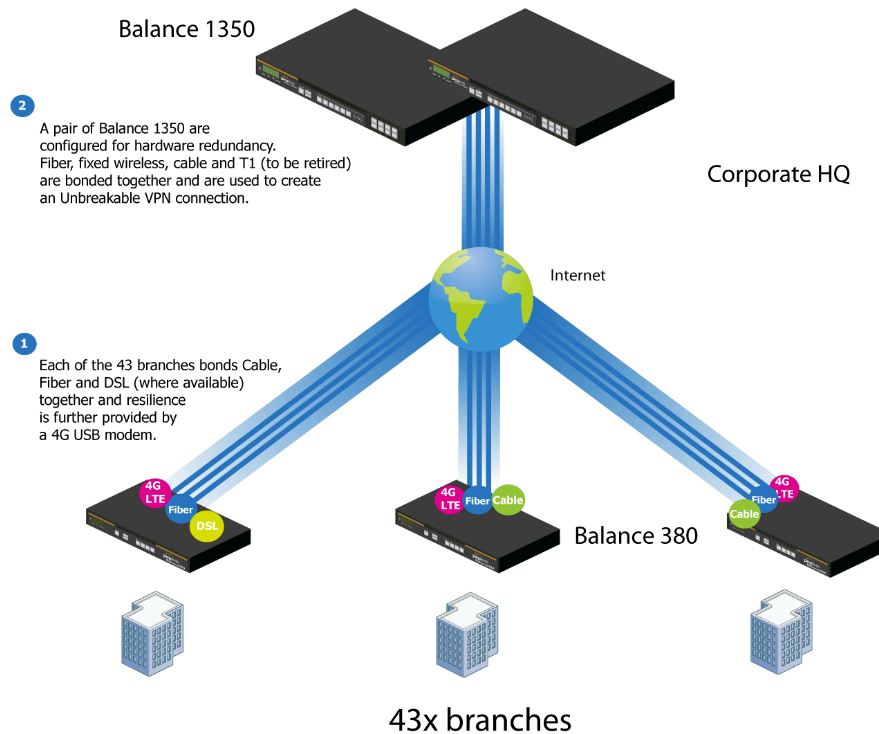 Balance 1350
2
A pair of Balance 1350 are
configured for hardware redundancy.
Fiber, fixed wireless, cable and T1 (to be retired)
are bonded together and are used to create
an Unbreakable VPN connection.
Corporate HQ
Internet
1
Each of the 43 branches bonds Cable,
Fiber and DSL (where available)
together and resilience
is further provided by
a 4G USB modem.
4G
LTE
Fiber
DSL
4G
LTE
Fiber
Cable
4G
LTE
Fiber
Cable
Balance 380
43x branches